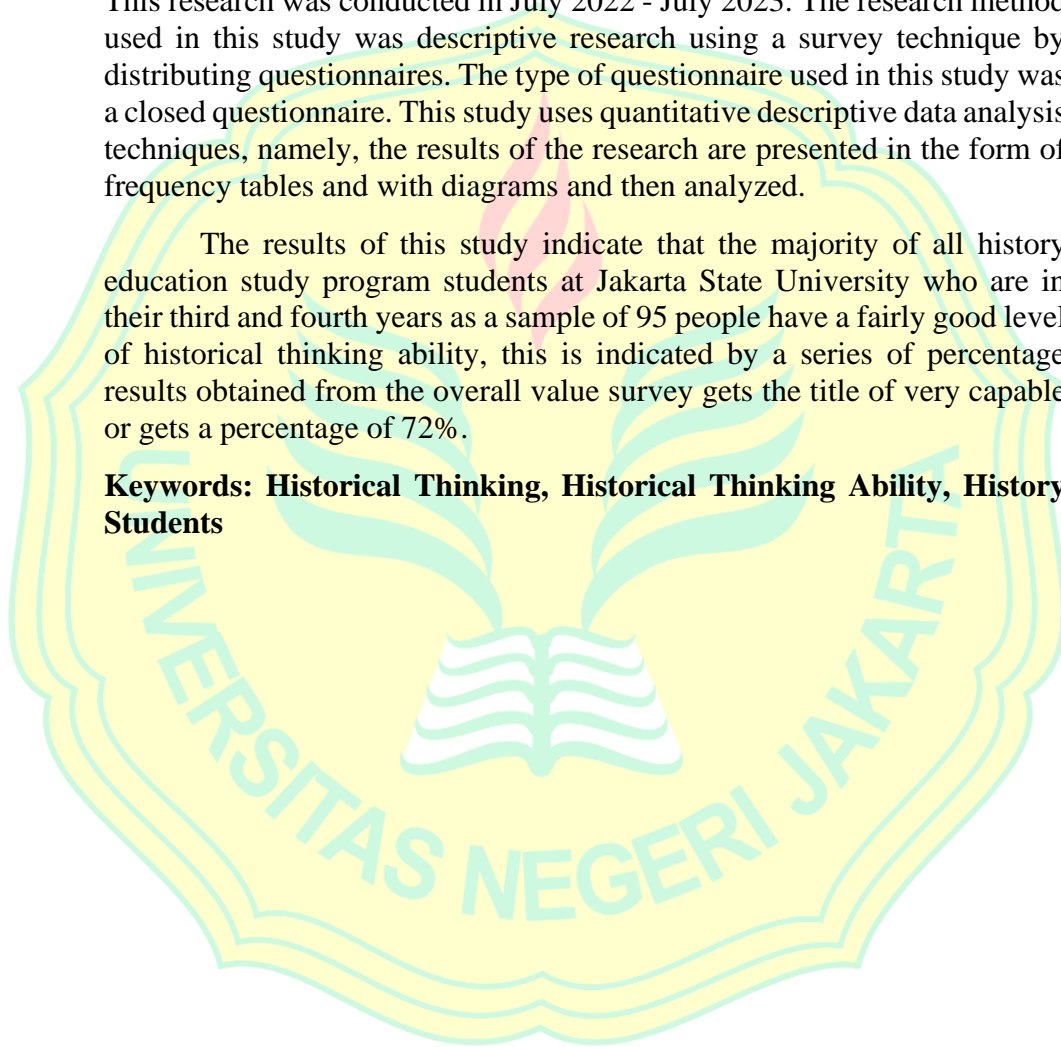 This research was conducted in July 2022 - July 2023. The research method
used in this study was descriptive research using a survey technique by
distributing questionnaires. The type of questionnaire used in this study was
a closed questionnaire. This study uses quantitative descriptive data analysis
techniques, namely, the results of the research are presented in the form of
frequency tables and with diagrams and then analyzed.
The results of this study indicate that the majority of all history
education study program students at Jakarta State University who are in
their third and fourth years as a sample of 95 people have a fairly good level
of historical thinking ability, this is indicated by a series of percentage
results obtained from the overall value survey gets the title of very capable
or gets a percentage of 72%.
Keywords: Historical Thinking, Historical Thinking Ability, History
Students
UNIVERSITAS NEGERI JAKARTA